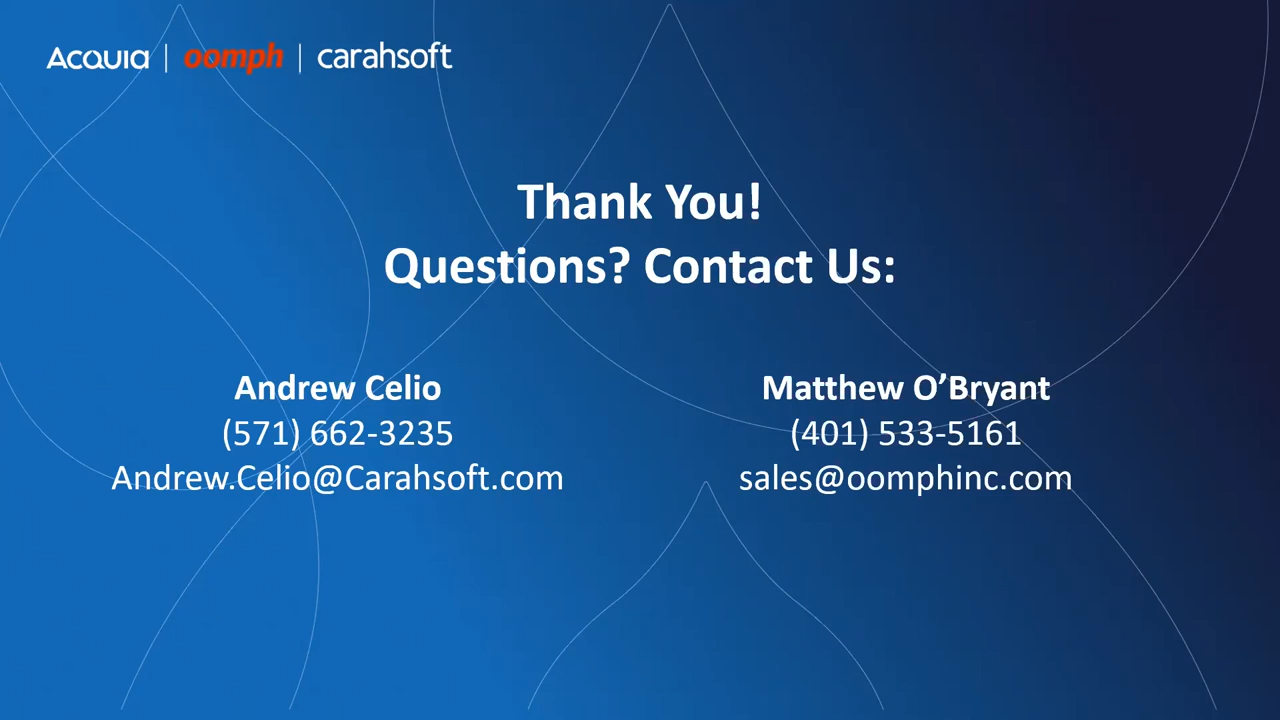 Acquia | oomph | carahsoft
Thank You!
Questions? Contact Us:
Andrew Celio
(571) 662-3235
Andrew.Celio@Carahsoft.com
Matthew O’Bryant
(401) 533-5161
sales@oomphinc.com